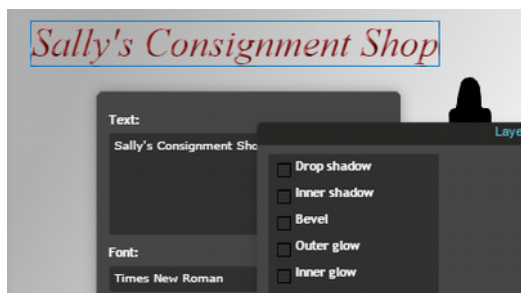 Sally's Consignment Shop
Text:
Sally's Consignment Sho
Font:
Times New Roman
Laye
Drop shadow
Inner shadow
Bevel
Outer glow
Inner glow